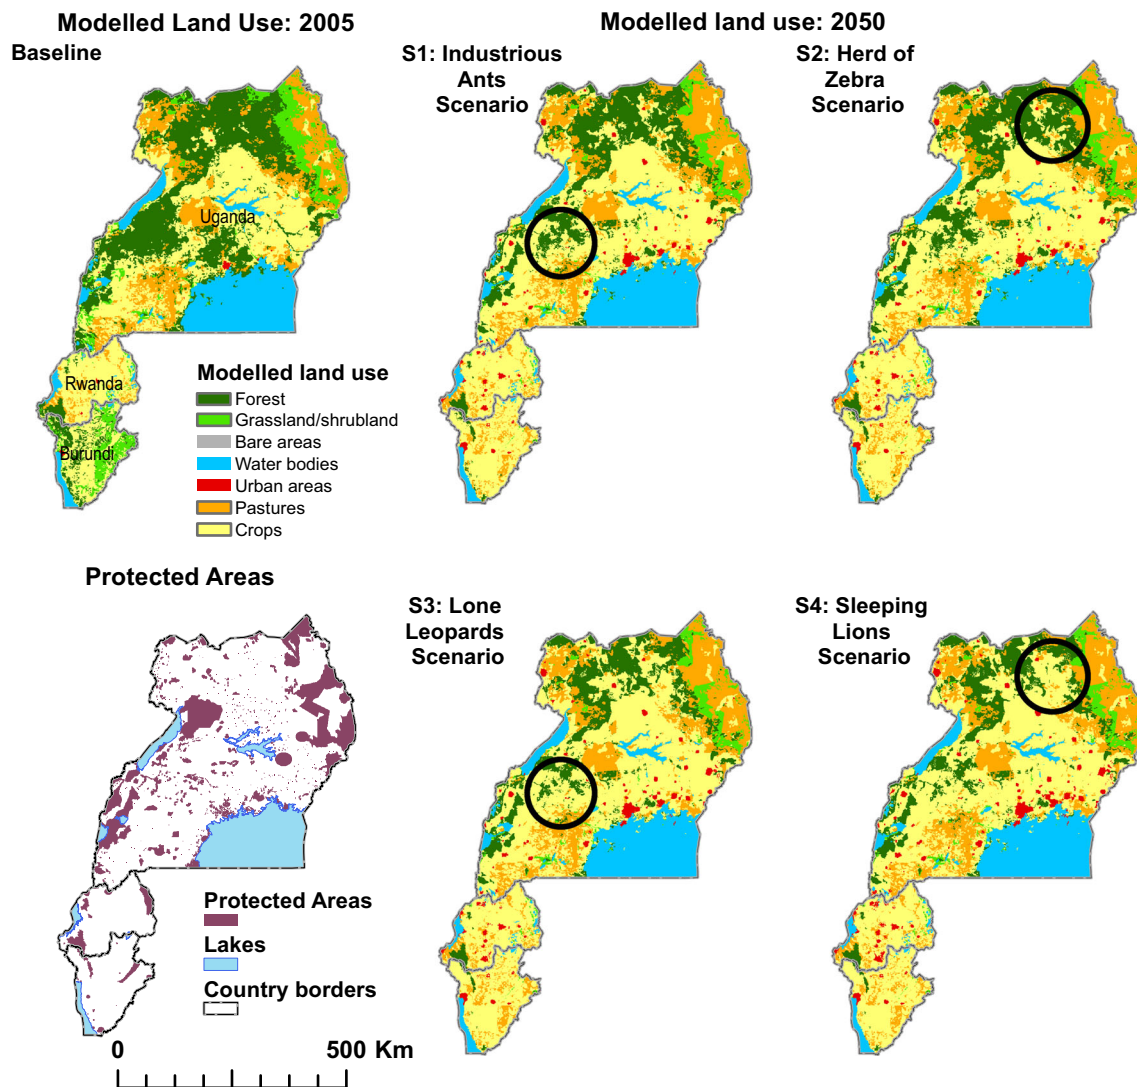 Modelled Land Use: 2005
Baseline
Modelled land use: 2050
S1: Industrious
Ants
Scenario
S2: Herd of
Zebra
Scenario
Uganda
Rwanda
Burundi
Modelled land use
Forest
Grassland/shrubland
Bare areas
Water bodies
Urban areas
Pastures
Crops
Protected Areas
Protected Areas
Lakes
Country borders
0 500 Km
S3: Lone
Leopards
Scenario
S4: Sleeping
Lions
Scenario